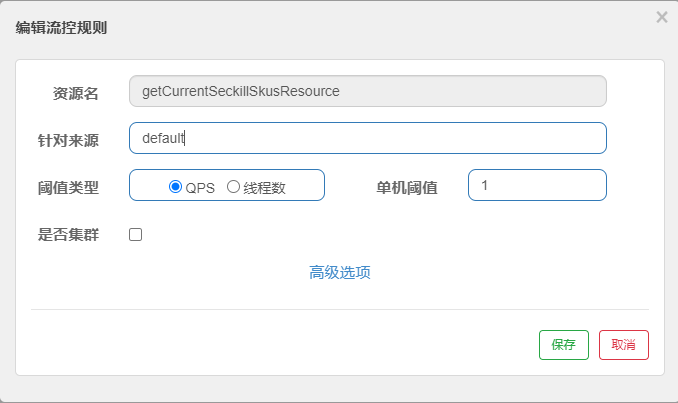 编辑流控规则 ×
资源名 getCurrentSeckillSkusResource
针对来源 default
阈值类型 QPS 线程数 单机阈值 1
是否集群
高级选项
保存 取消